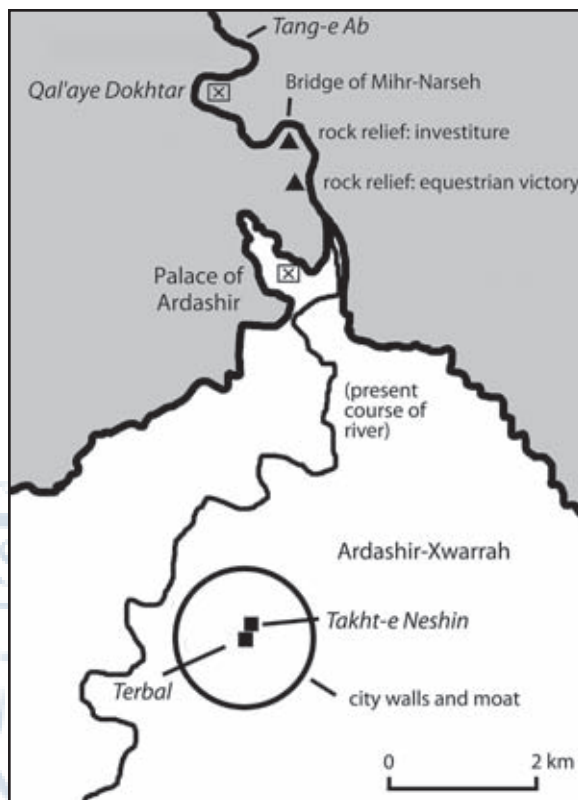 Tang-e Ab
Qal'aye Dokhtar
Bridge of Mihr-Narseh
rock relief: investiture
rock relief: equestrian victory
Palace of
Ardashir
(present
course of
river)
Ardashir-Xwarrah
Takht-e Neshin
Terbal
city walls and moat
0 2 km